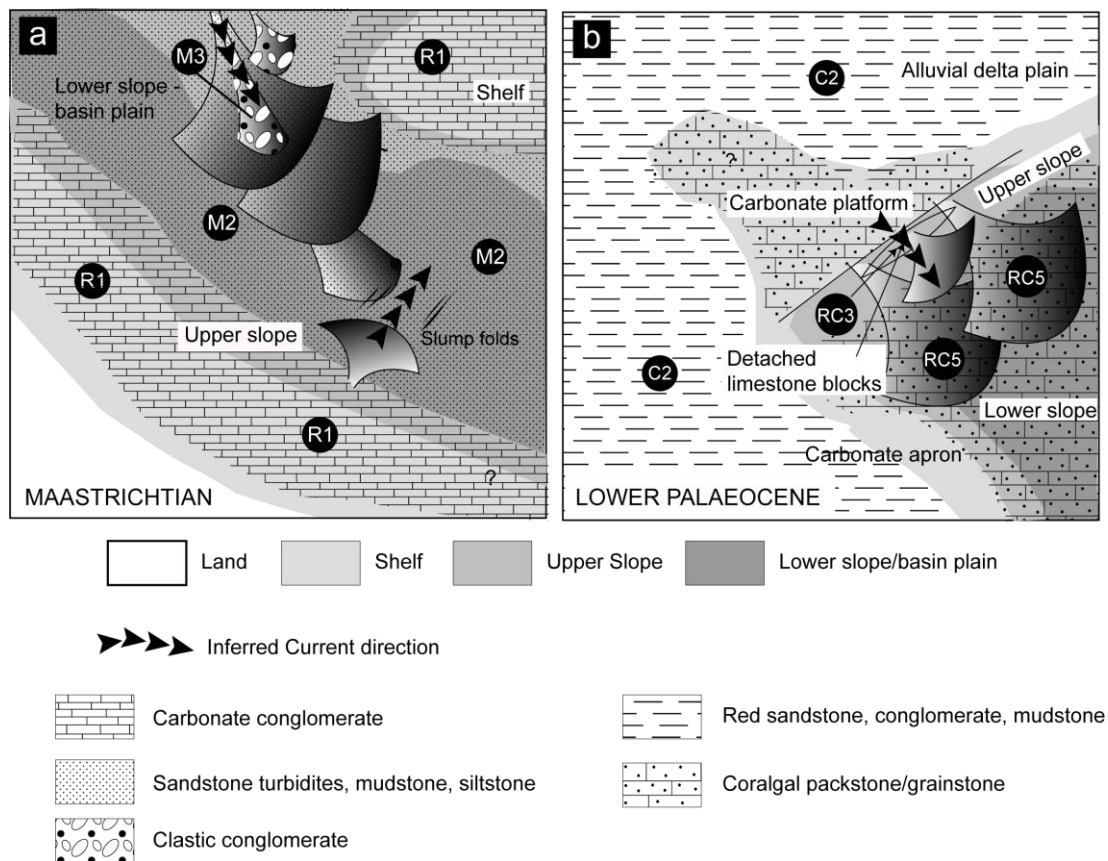 a
M3
Lower slope -
basin plain
R1
Shelf
M2
M2
R1
Upper slope
Slump folds
R1
?
MAASTRICHTIAN
b
C2
Alluvial delta plain
?
Upper slope
Carbonate platform
RC5
RC3
Detached
limestone blocks
RC5
C2
Lower slope
Carbonate apron
LOWER PALAEOCENE
Land
Shelf
Upper Slope
Lower slope/basin plain
Inferred Current direction
Carbonate conglomerate
Red sandstone, conglomerate, mudstone
Sandstone turbidites, mudstone, siltstone
Coralgal packstone/grainstone
Clastic conglomerate